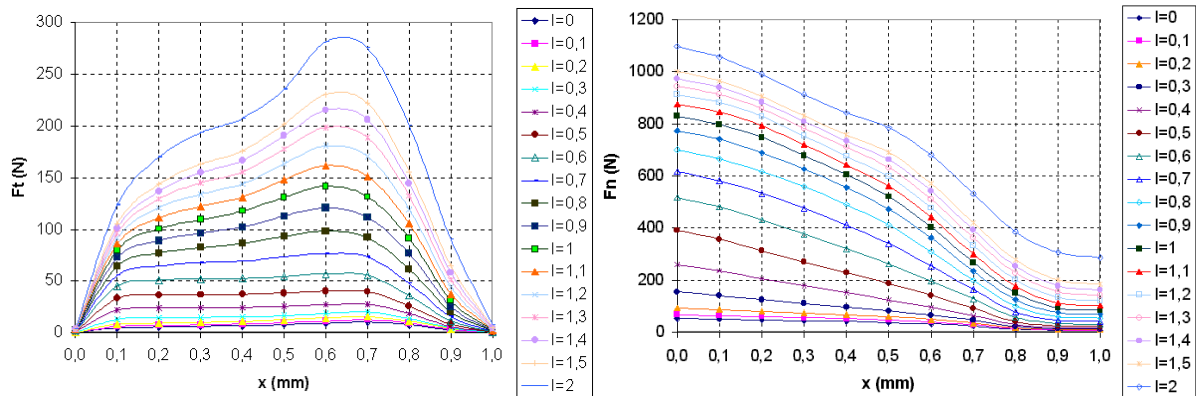 300
250
200
150
100
50
0
Ft (N)
0,0 0,1 0,2 0,3 0,4 0,5 0,6 0,7 0,8 0,9 1,0
x (mm)
I=0
I=0,1
I=0,2
I=0,3
I=0,4
I=0,5
I=0,6
I=0,7
I=0,8
I=0,9
I=1
I=1,1
I=1,2
I=1,3
I=1,4
I=1,5
I=2
1200
1000
800
600
400
200
0
Fn (N)
0,0 0,1 0,2 0,3 0,4 0,5 0,6 0,7 0,8 0,9 1,0
x (mm)
I=0
I=0,1
I=0,2
I=0,3
I=0,4
I=0,5
I=0,6
I=0,7
I=0,8
I=0,9
I=1
I=1,1
I=1,2
I=1,3
I=1,4
I=1,5
I=2